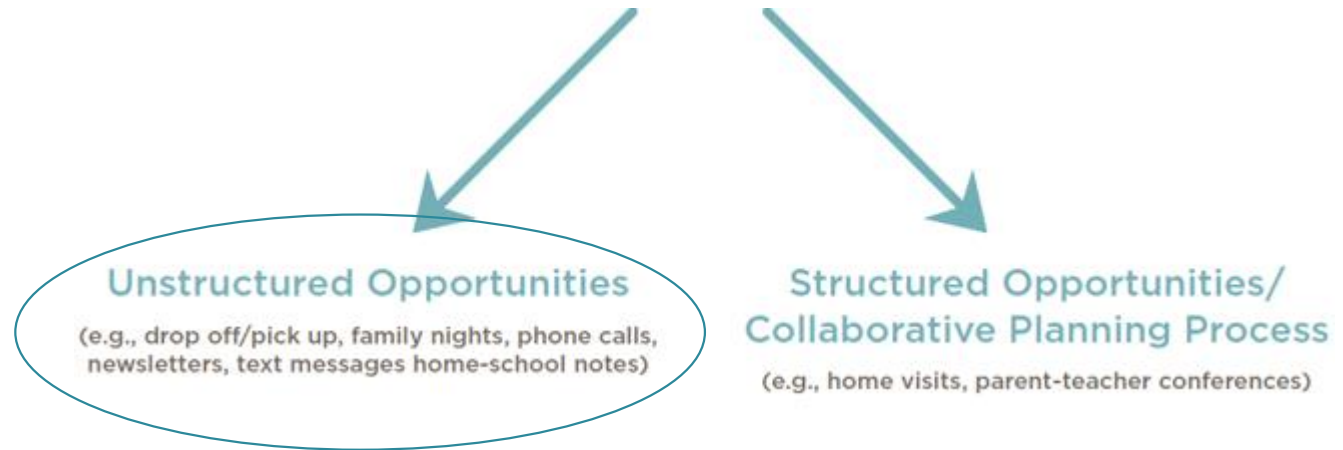 Unstructured Opportunities
(e.g., drop off/pick up, family nights, phone calls,
newsletters, text messages home-school notes)
Structured Opportunities/
Collaborative Planning Process
(e.g., home visits, parent-teacher conferences)